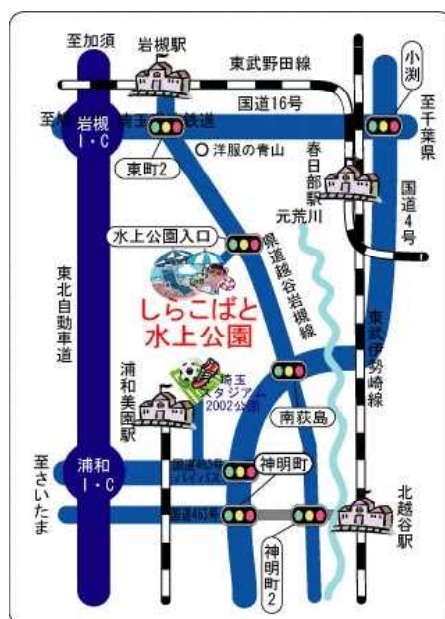 至加須
岩槻駅
東武野田線
小渕
国道16号
至千葉県
岩槻
I・C
鉄道
東町2
洋服の青山
春日部駅
元荒川
国道4号
水上公園入口
県道越谷岩槻線
東北自動車道
しらこばと
水上公園
東武伊勢崎線
埼玉
スタジアム
2002公園
浦和美園駅
南荻島
至さいたま
浦和
I・C
国道463号
バイパス
神明町
国道463号
北越谷駅
神明町2